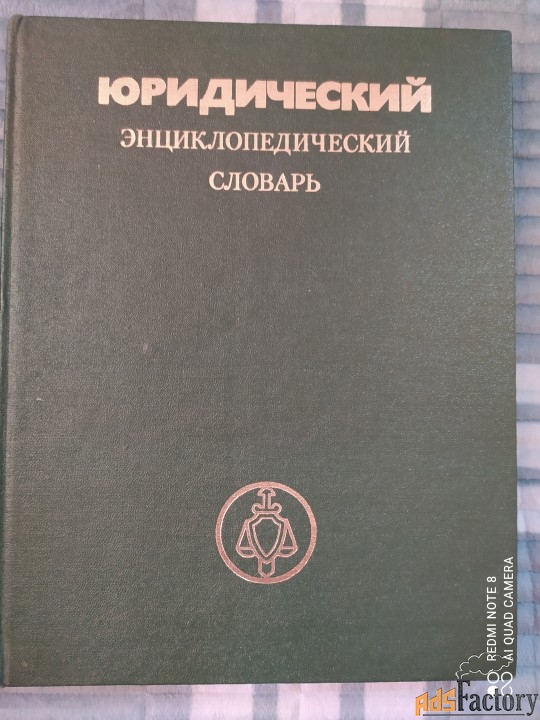 ЮРИДИЧЕСКИЙ
ЭНЦИКЛОПЕДИЧЕСКИЙ
СЛОВАРЬ
REDMI NOTE 8
AI QUAD CAMERA
AdsFactory